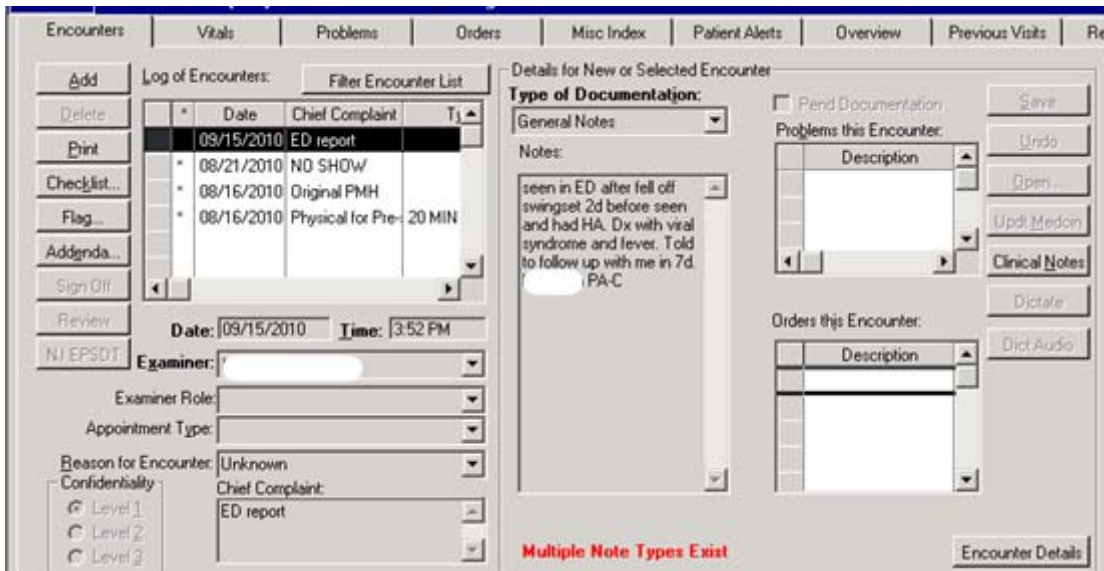 Encounters Vitals Problems Orders Misc Index Patient Alerts Overview Previous Visits Re
Add
Delete
Print
Checklist...
Flag...
Addenda...
Sign Off
Review
NJ EPSDT
Log of Encounters:
Filter Encounter List
* Date Chief Complaint
09/15/2010 ED report
* 08/21/2010 NO SHOW
* 08/16/2010 Original PMH
* 08/16/2010 Physical for Pre- 20 MIN
Date: 09/15/2010 Time: 3:52 PM
Examiner:
Examiner Role:
Appointment Type:
Reason for Encounter: Unknown
Confidentiality
Level 1
Level 2
Level 3
Chief Complaint:
ED report
Details for New or Selected Encounter
Type of Documentation:
General Notes
Notes:
seen in ED after fell off
swingset 2d before seen
and had HA. Dx with viral
syndrome and fever. Told
to follow up with me in 7d.
PA-C
Multiple Note Types Exist
Pend Documentation
Problems this Encounter:
Description
Orders this Encounter:
Description
Save
Undo
Open...
Updt Medcin
Clinical Notes
Dictate
Dict Audio
Encounter Details